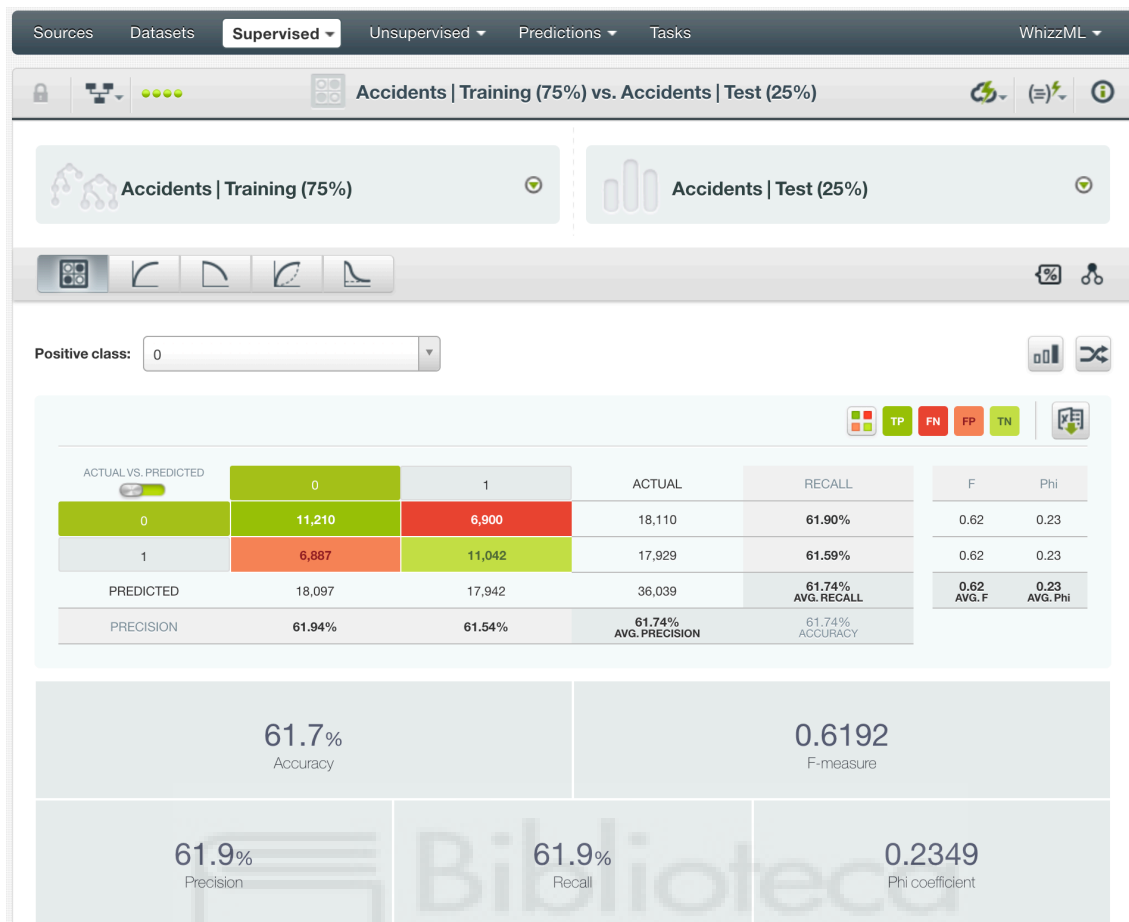 Sources Datasets Supervised Unsupervised Predictions Tasks WhizzML
Accidents | Training (75%) vs. Accidents | Test (25%)
Accidents | Training (75%) Accidents | Test (25%)
Positive class: 0
TP FN FP TN
ACTUAL VS. PREDICTED 0 1 ACTUAL RECALL F Phi
0 11,210 6,900 18,110 61.90% 0.62 0.23
1 6,887 11,042 17,929 61.59% 0.62 0.23
PREDICTED 18,097 17,942 36,039 61.74% AVG. RECALL 0.62 AVG. F 0.23 AVG. Phi
PRECISION 61.94% 61.54% 61.74% AVG. PRECISION 61.74% ACCURACY
61.7% 0.6192
Accuracy F-measure
61.9% 61.9% 0.2349
Precision Recall Phi coefficient
Biblioteca